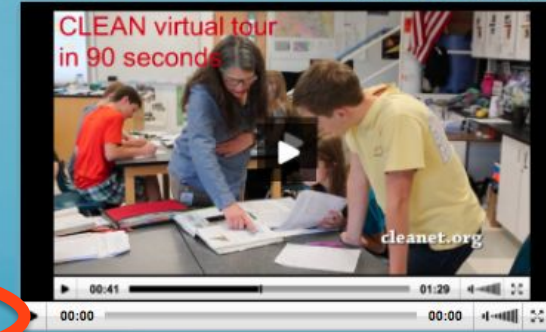 CLEAN virtual tour
in 90 seconds
cleanet.org
00:41 01:29
00:00 00:00